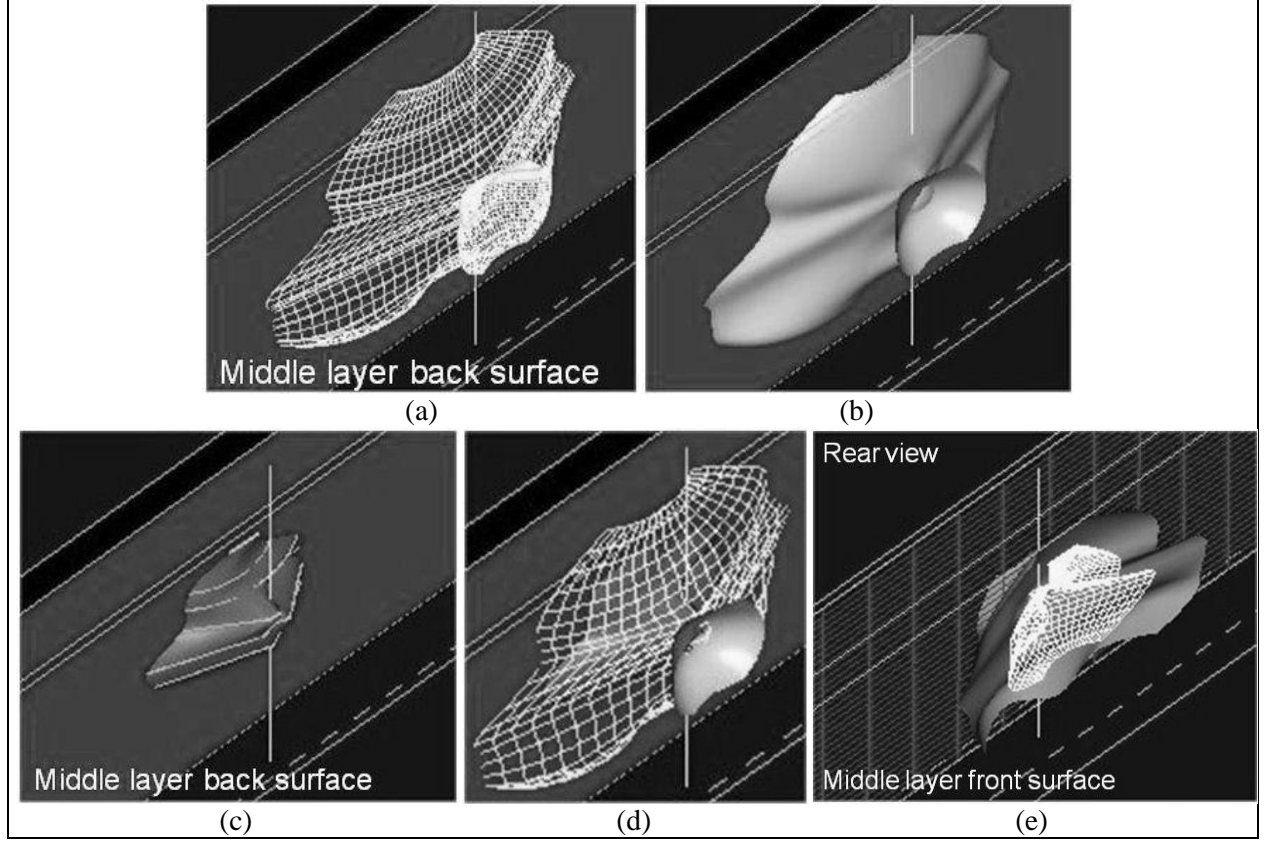 Middle layer back surface
(a)
(b)
Middle layer back surface
Rear view
Middle layer front surface
(c)
(d)
(e)